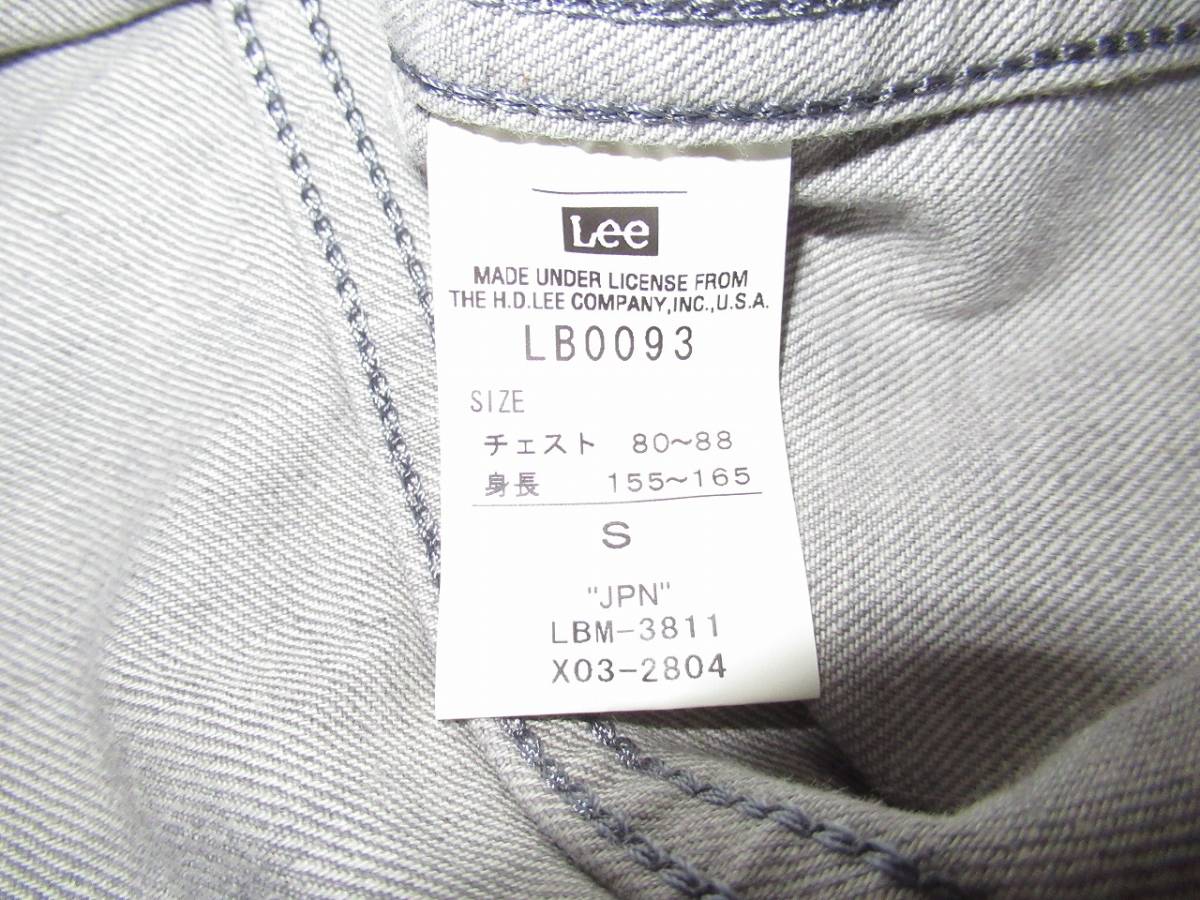 Lee
MADE UNDER LICENSE FROM
THE H.D.LEE COMPANY,INC.,U.S.A.
LB0093
SIZE
チェスト 80~88
身長 155~165
S
"JPN"
LBM-3811
X03-2804